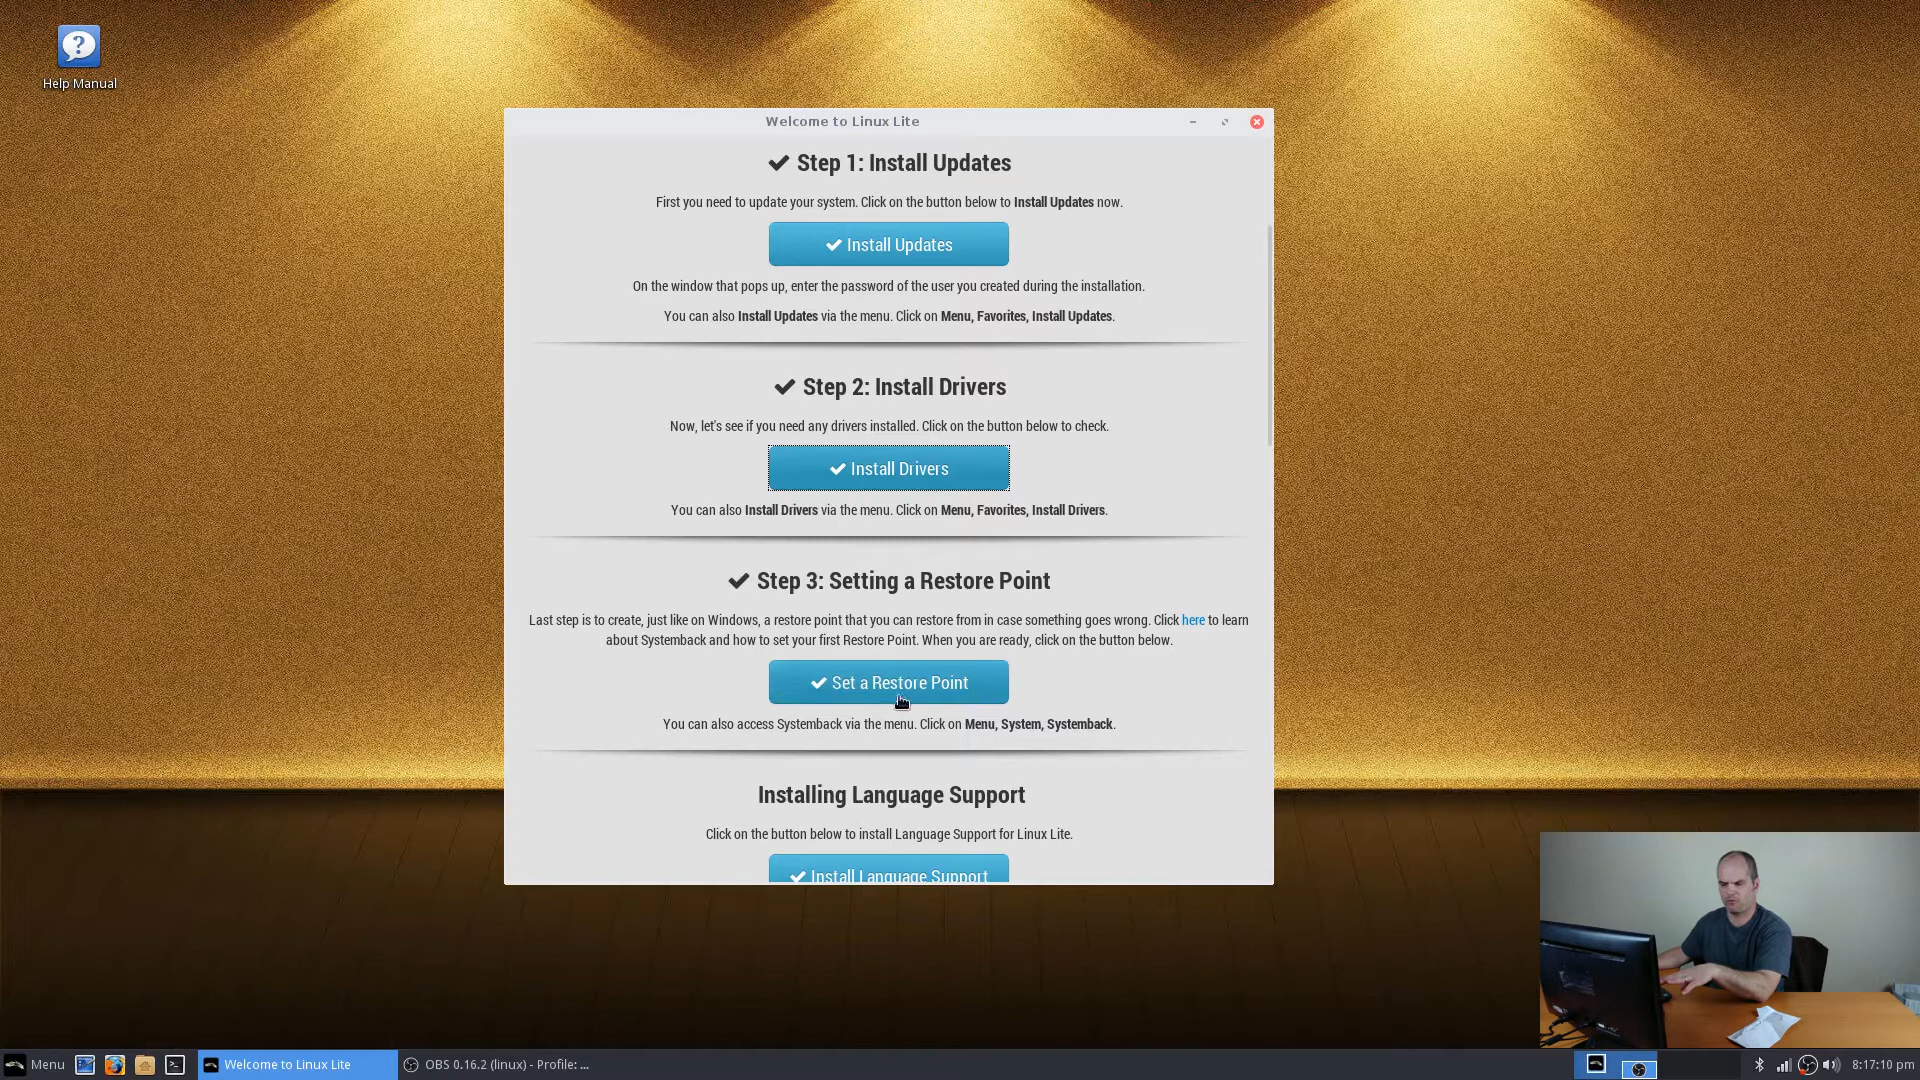 Help Manual
Welcome to Linux Lite
Step 1: Install Updates
First you need to update your system. Click on the button below to Install Updates now.
Install Updates
On the window that pops up, enter the password of the user you created during the installation.
You can also Install Updates via the menu. Click on Menu, Favorites, Install Updates.
Step 2: Install Drivers
Now, let's see if you need any drivers installed. Click on the button below to check.
Install Drivers
You can also Install Drivers via the menu. Click on Menu, Favorites, Install Drivers.
Step 3: Setting a Restore Point
Last step is to create, just like on Windows, a restore point that you can restore from in case something goes wrong. Click here to learn
about Systemback and how to set your first Restore Point. When you are ready, click on the button below.
Set a Restore Point
You can also access Systemback via the menu. Click on Menu, System, Systemback.
Installing Language Support
Click on the button below to install Language Support for Linux Lite.
Install Language Support
Menu
Welcome to Linux Lite
OBS 0.16.2 (linux) - Profile: ...
8:17:10 pm